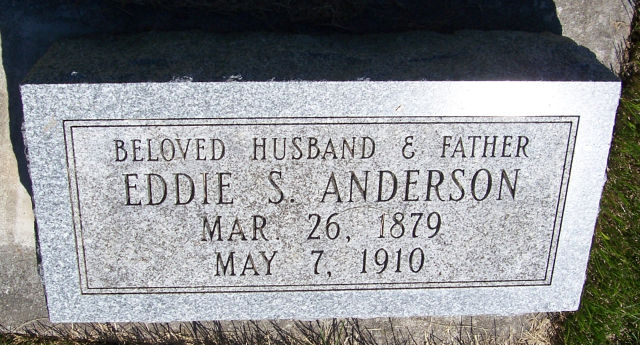 BELOVED HUSBAND & FATHER
EDDIE S. ANDERSON
MAR. 26, 1879
MAY 7, 1910